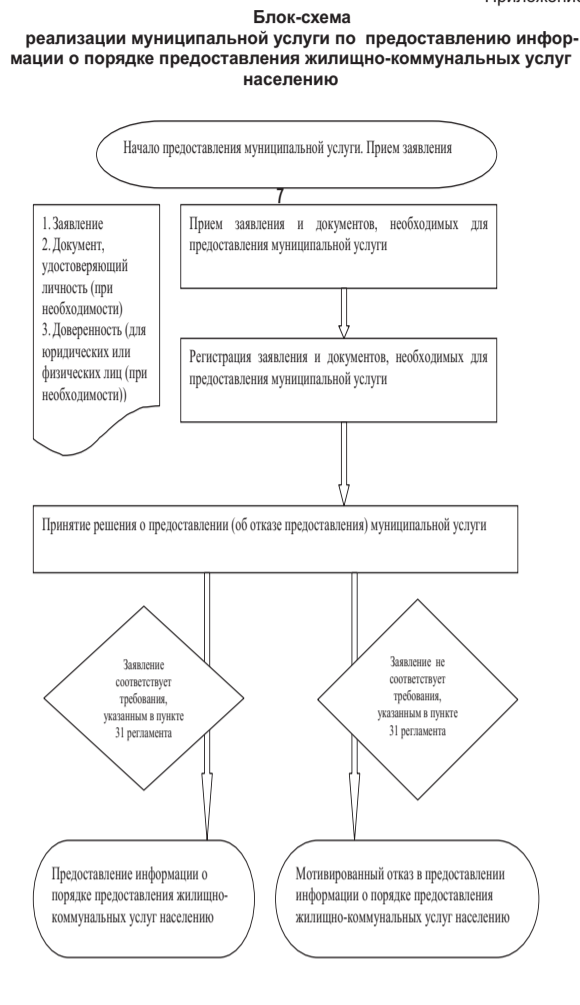 Приложение
Блок-схема
реализации муниципальной услуги по предоставлению инфор-
мации о порядке предоставления жилищно-коммунальных услуг
населению
Начало предоставления муниципальной услуги. Прием заявления
7
1. Заявление
2. Документ,
удостоверяющий
личность (при
необходимости)
3. Доверенность (для
юридических или
физических лиц (при
необходимости))
Прием заявления и документов, необходимых для
предоставления муниципальной услуги
Регистрация заявления и документов, необходимых для
предоставления муниципальной услуги
Принятие решения о предоставлении (об отказе предоставления) муниципальной услуги
Заявление
соответствует
требования,
указанным в пункте
31 регламента
Заявление не
соответствует
требования,
указанным в пункте
31 регламента
Предоставление информации о
порядке предоставления жилищно-
коммунальных услуг населению
Мотивированный отказ в предоставлении
информации о порядке предоставления
жилищно-коммунальных услуг населению